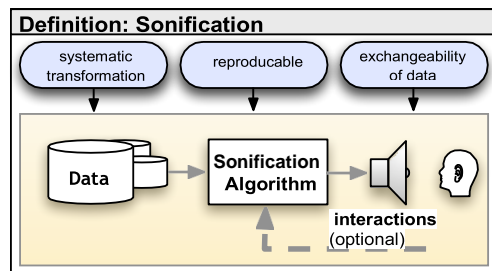 Definition: Sonification
systematic
transformation
reproducable
exchangeability
of data
Data
Sonification
Algorithm
interactions
(optional)